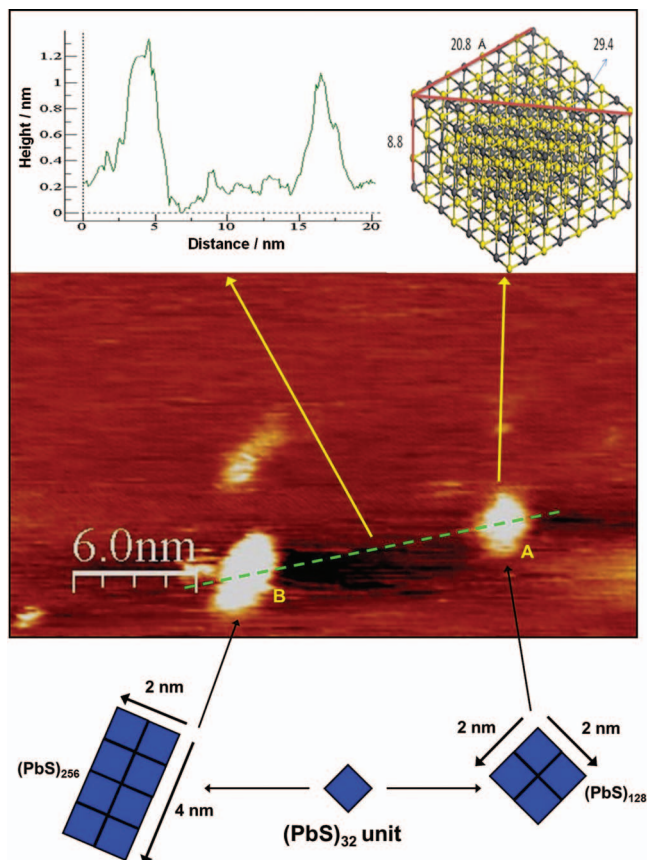 1.2
1.0
0.8
0.6
0.4
0.2
0
Height / nm
0 5 10 15 20
Distance / nm
20.8 A
29.4
8.8
6.0nm
A
B
2 nm
(PbS)256
4 nm
(PbS)32 unit
2 nm
2 nm
(PbS)128